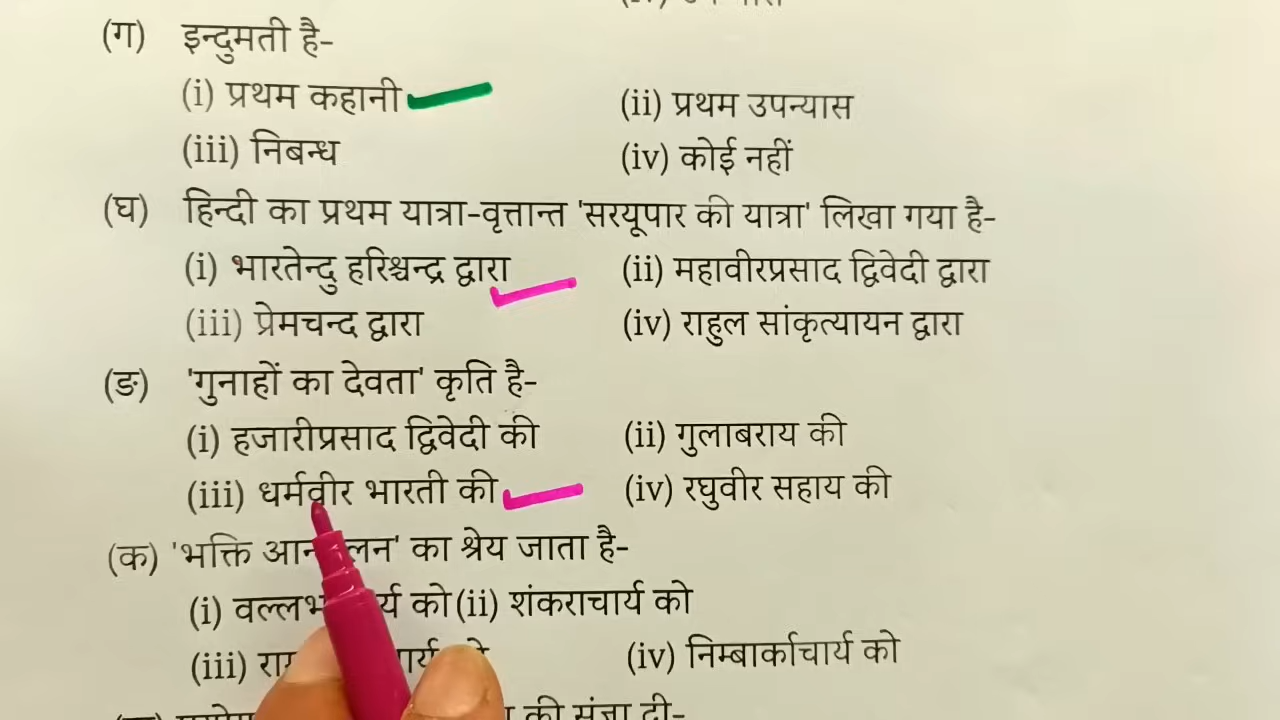 (ग) इन्दुमती है-
(i) प्रथम कहानी (ii) प्रथम उपन्यास
(iii) निबन्ध (iv) कोई नहीं
(घ) हिन्दी का प्रथम यात्रा-वृत्तान्त 'सरयूपार की यात्रा' लिखा गया है-
(i) भारतेन्दु हरिश्चन्द्र द्वारा (ii) महावीरप्रसाद द्विवेदी द्वारा
(iii) प्रेमचन्द द्वारा (iv) राहुल सांकृत्यायन द्वारा
(ङ) 'गुनाहों का देवता' कृति है-
(i) हजारीप्रसाद द्विवेदी की (ii) गुलाबराय की
(iii) धर्मवीर भारती की (iv) रघुवीर सहाय की
(क) 'भक्ति का श्रेय जाता है-
(i) को (ii) शंकराचार्य को
(iii) (iv) निम्बार्काचार्य को
की संज्ञा दी-